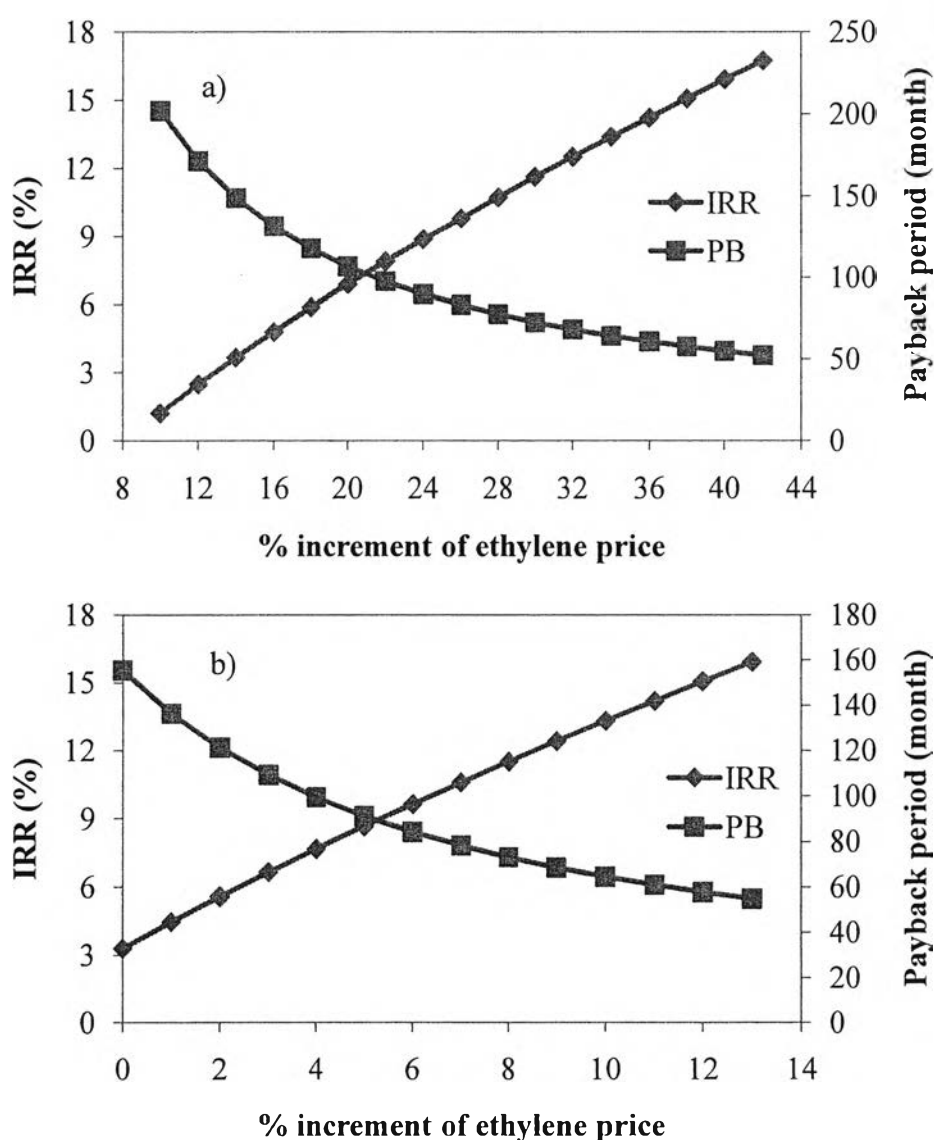 18
15
12
9
6
3
0
IRR (%)
a)
IRR
PB
250
200
150
100
50
0
Payback period (month)
8 12 16 20 24 28 32 36 40 44
% increment of ethylene price
18
15
12
9
6
3
0
IRR (%)
b)
IRR
PB
180
160
140
120
100
80
60
40
20
0
Payback period (month)
0 2 4 6 8 10 12 14
% increment of ethylene price